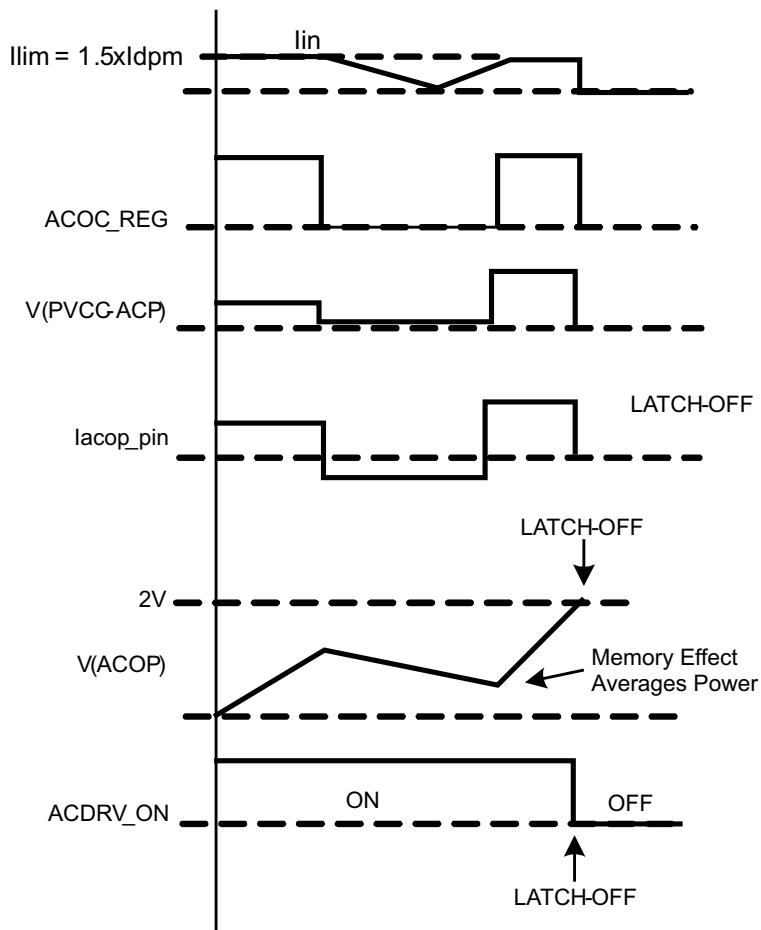 Iin
Ilim = 1.5xIdpm
ACOC_REG
V(PVCC-ACP)
LATCH-OFF
Iacop_pin
LATCH-OFF
2V
V(ACOP)
Memory Effect
Averages Power
ON
OFF
ACDRV_ON
LATCH-OFF